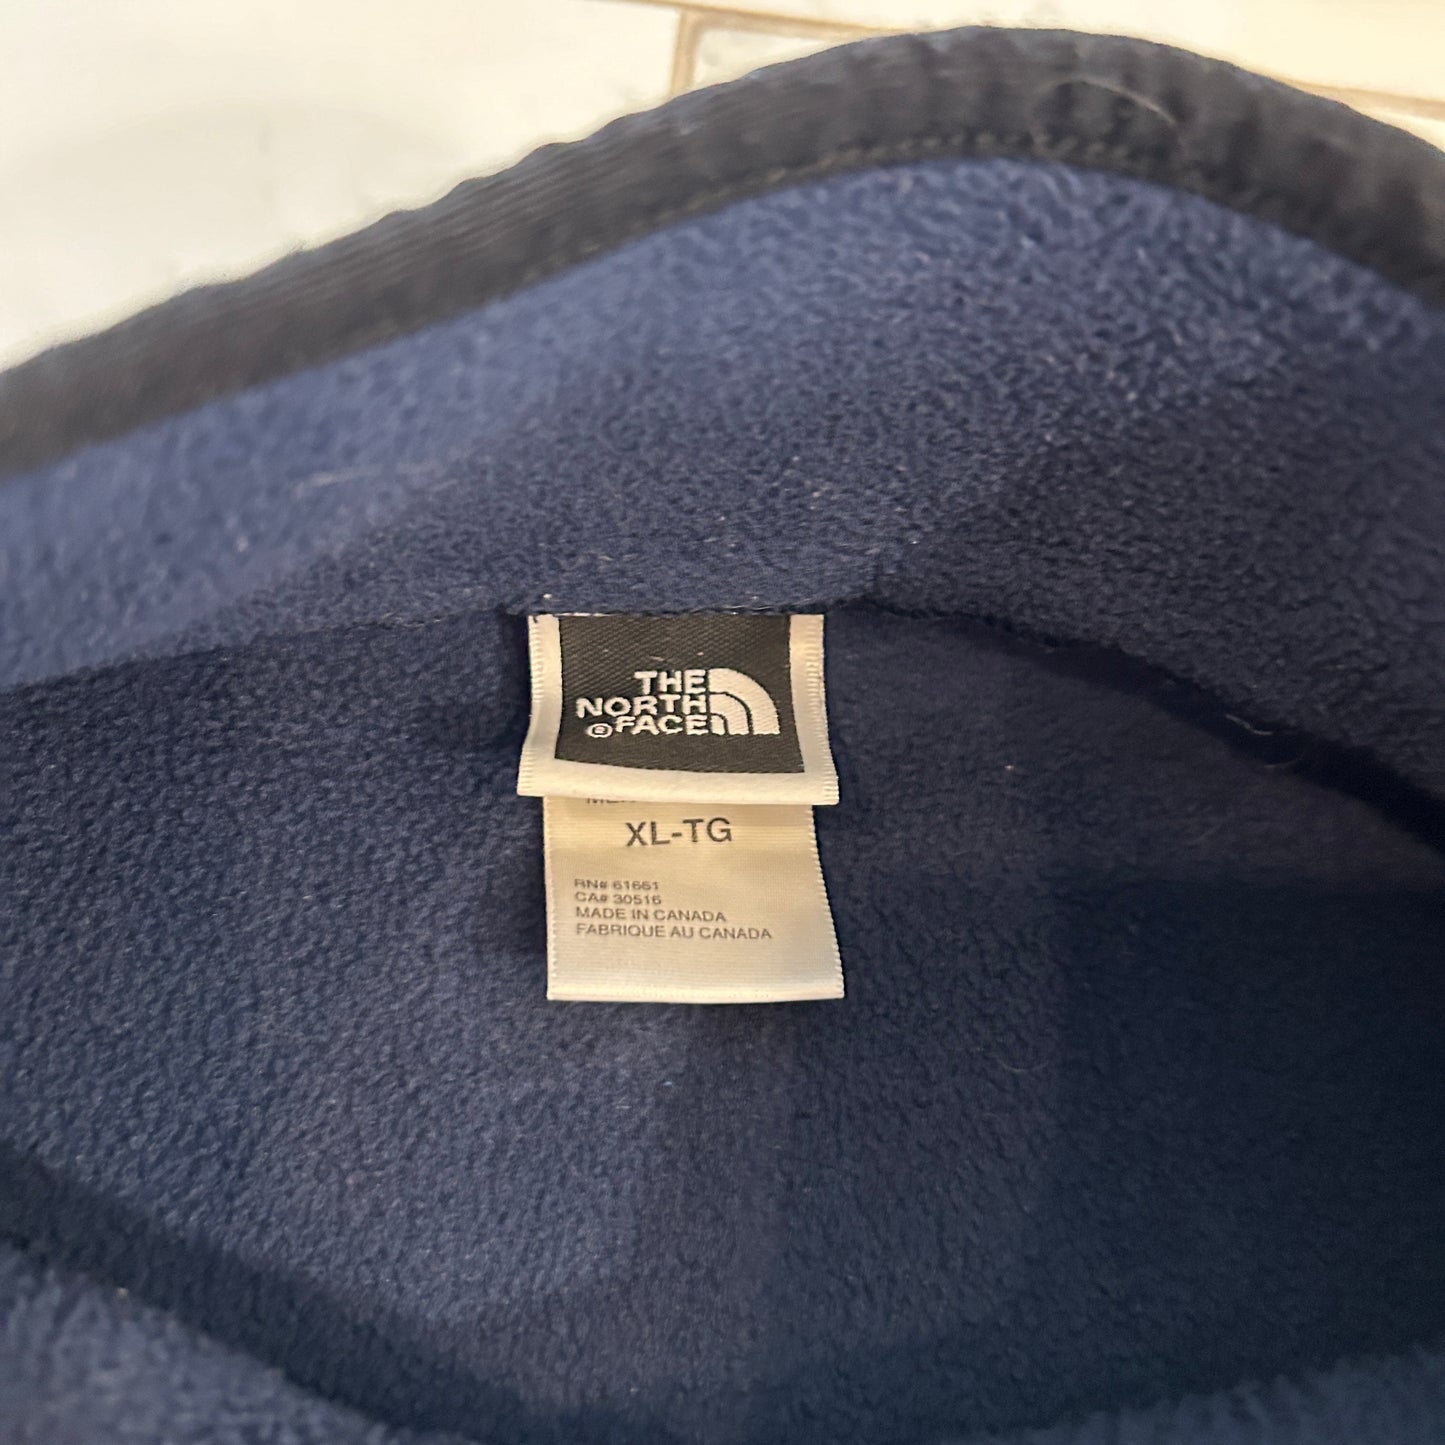 THE
NORTH
® FACE
XL-TG
RN# 61661
CA# 30516
MADE IN CANADA
FABRIQUE AU CANADA